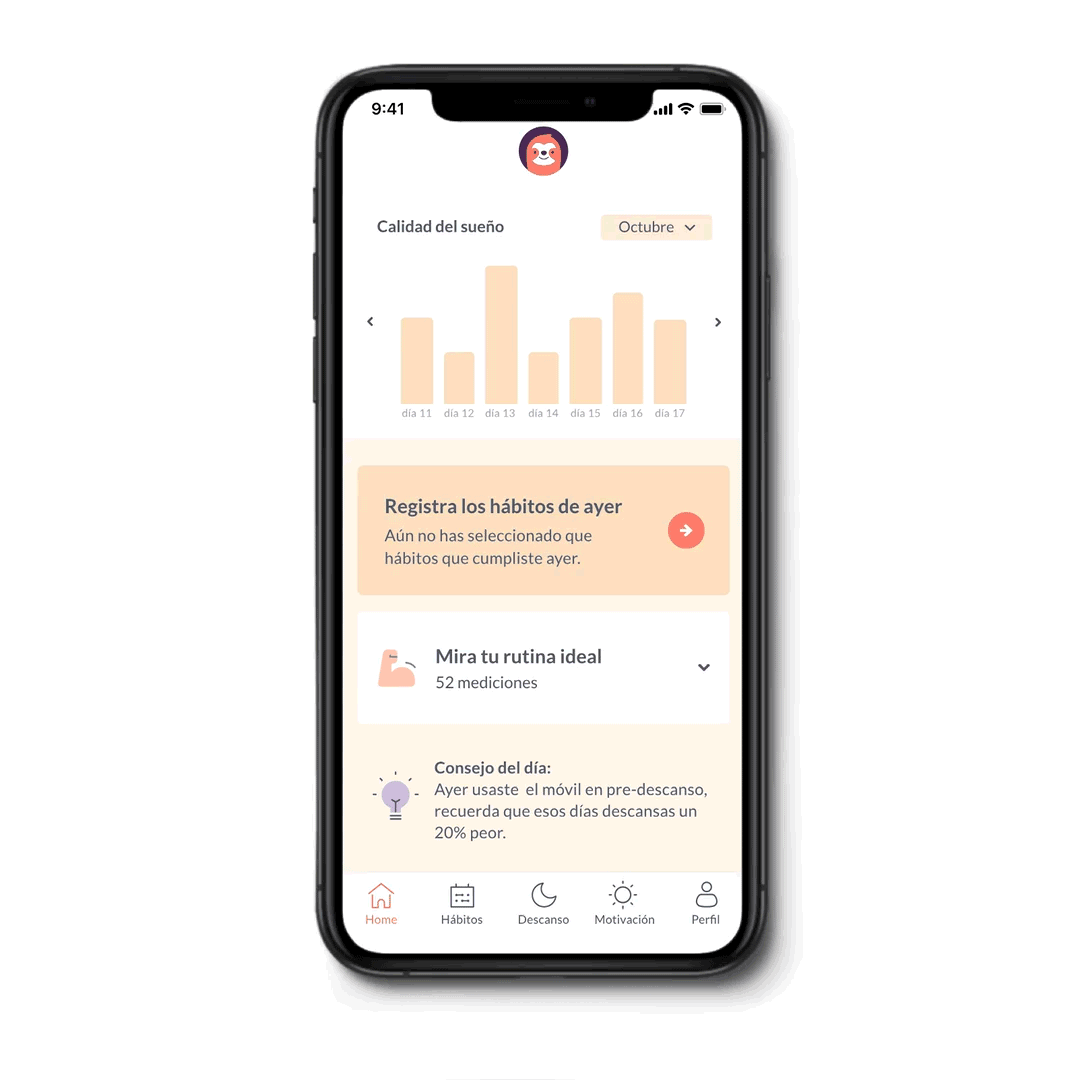 9:41
Calidad del sueño
Octubre
día 11 día 12 día 13 día 14 día 15 día 16 día 17
Registra los hábitos de ayer
Aún no has seleccionado que
hábitos que cumpliste ayer.
Mira tu rutina ideal
52 mediciones
Consejo del día:
Ayer usaste el móvil en pre-descanso,
recuerda que esos días descansas un
20% peor.
Home Hábitos Descanso Motivación Perfil